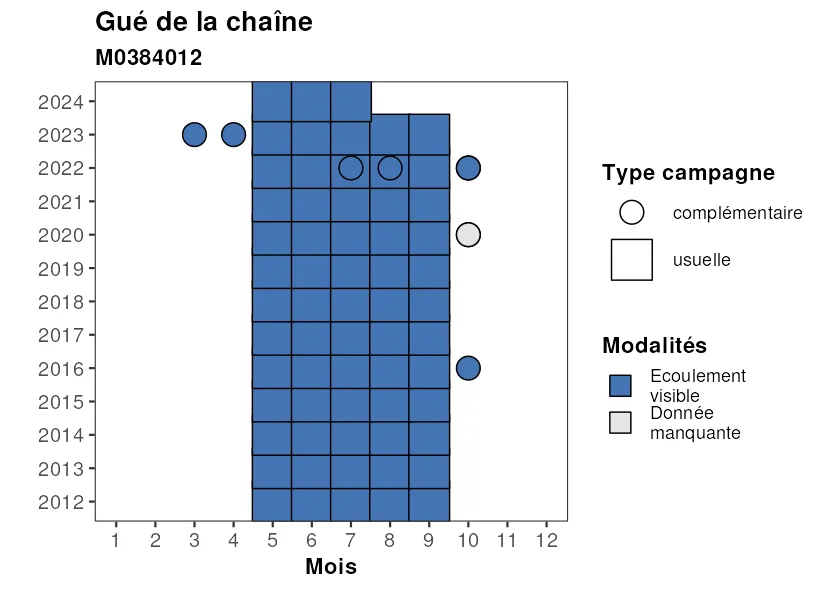 Gué de la chaîne
M0384012
2024
2023
2022
2021
2020
2019
2018
2017
2016
2015
2014
2013
2012
1 2 3 4 5 6 7 8 9 10 11 12
Mois
Type campagne
complémentaire
usuelle
Modalités
Ecoulement
visible
Donnée
manquante